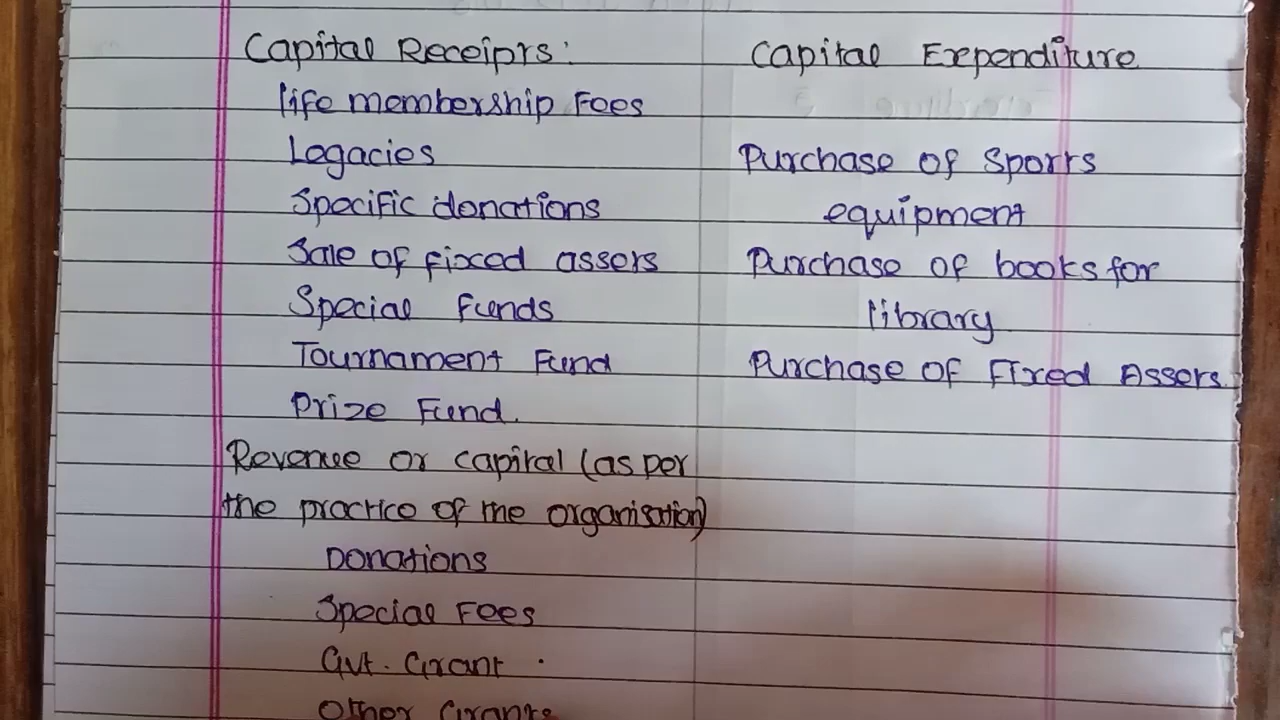 Capital Receipts:
life membership Fees
Legacies
Specific donations
Sale of fixed assets
Special Funds
Tournament Fund
Prize Fund.
Revenue or capital (as per
the practice of the organisation)
Donations
Special Fees
Gvt. Grant .
Other Grants
Capital Expenditure
Purchase of Sports
equipment
Purchase of books for
library
Purchase of Fixed Assets